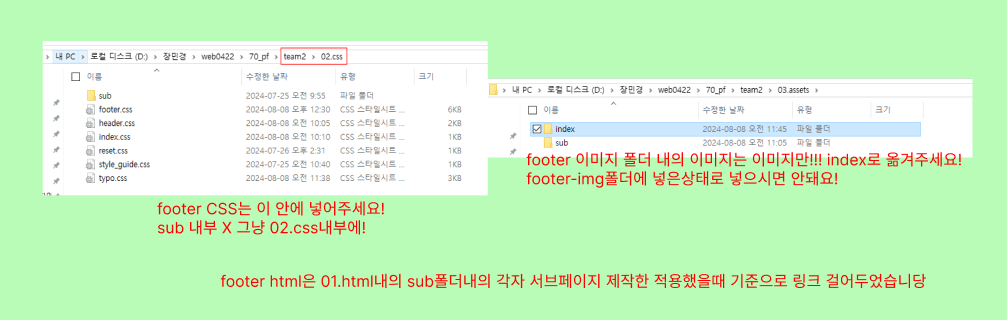 > 내 PC > 로컬 디스크 (D:) > 장민경 > web0422 > 70_pf > team2 > 02.css
이름 수정한 날짜 유형 크기
sub 2024-07-25 오전 9:55 파일 폴더
footer.css 2024-08-08 오후 12:30 CSS 스타일시트 ... 6KB
header.css 2024-08-08 오전 10:05 CSS 스타일시트 ... 2KB
index.css 2024-08-08 오전 10:10 CSS 스타일시트 ... 1KB
reset.css 2024-07-26 오후 2:31 CSS 스타일시트 ... 1KB
style_guide.css 2024-07-25 오전 10:40 CSS 스타일시트 ... 1KB
typo.css 2024-08-08 오전 11:38 CSS 스타일시트 ... 3KB
footer CSS는 이 안에 넣어주세요!
sub 내부 X 그냥 02.css내부에!
> 내 PC > 로컬 디스크 (D:) > 장민경 > web0422 > 70_pf > team2 > 03.assets >
이름 수정한 날짜 유형 크기
index 2024-08-08 오전 11:45 파일 폴더
sub 2024-08-08 오전 11:05 파일 폴더
footer 이미지 폴더 내의 이미지는 이미지만!!! index로 옮겨주세요!
footer-img폴더에 넣은상태로 넣으시면 안돼요!
footer html은 01.html내의 sub폴더내의 각자 서브페이지 제작한 적용했을때 기준으로 링크 걸어두었습니당